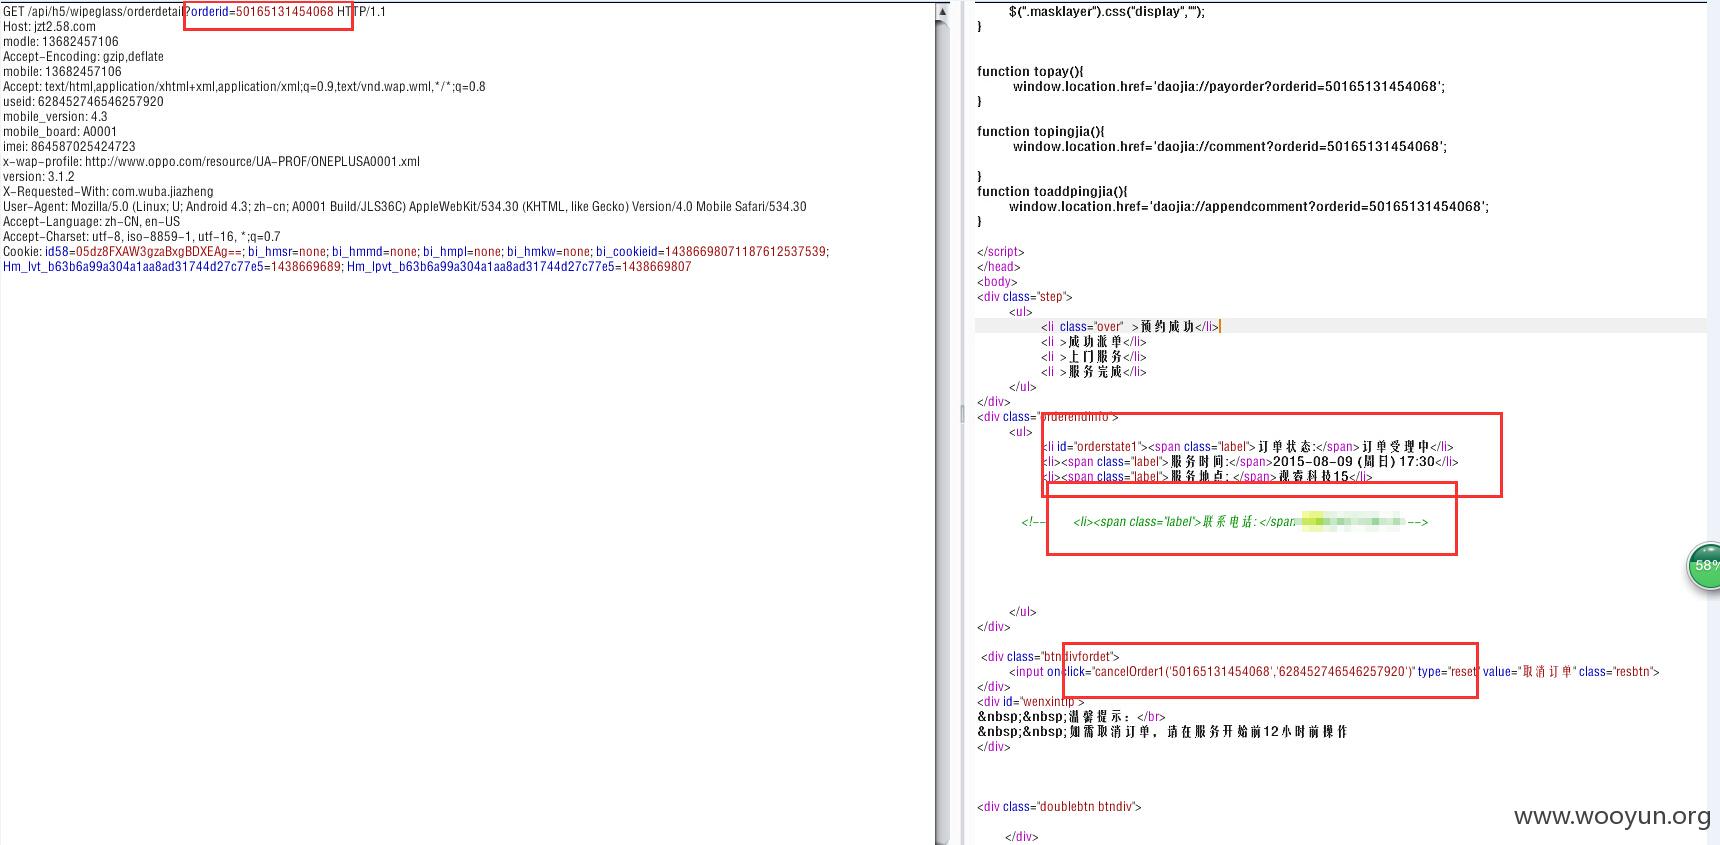 GET /api/h5/wipeglass/orderdetail?orderid=50165131454068 HTTP/1.1
Host: jzt2.58.com
modle: 13682457106
Accept-Encoding: gzip,deflate
mobile: 13682457106
Accept: text/html,application/xhtml+xml,application/xml;q=0.9,text/vnd.wap.wml,*/*;q=0.8
useid: 628452746546257920
mobile_version: 4.3
mobile_board: A0001
imei: 864587025424723
x-wap-profile: http://www.oppo.com/resource/UA-PROF/ONEPLUSA0001.xml
version: 3.1.2
X-Requested-With: com.wuba.jiazheng
User-Agent: Mozilla/5.0 (Linux; U; Android 4.3; zh-cn; A0001 Build/JLS36C) AppleWebKit/534.30 (KHTML, like Gecko) Version/4.0 Mobile Safari/534.30
Accept-Language: zh-CN, en-US
Accept-Charset: utf-8, iso-8859-1, utf-16, *;q=0.7
Cookie: id58=05dz8FXAW3gzaBxgBDXEAg==; bi_hmsr=none; bi_hmmd=none; bi_hmpl=none; bi_hmkw=none; bi_cookieid=14386698071187612537539;
Hm_lvt_b63b6a99a304a1aa8ad31744d27c77e5=1438669689; Hm_lpvt_b63b6a99a304a1aa8ad31744d27c77e5=1438669807
$(".masklayer").css("display","");
}
function topay(){
window.location.href='daojia://payorder?orderid=50165131454068';
}
function topingjia(){
window.location.href='daojia://comment?orderid=50165131454068';
}
function toaddpingjia(){
window.location.href='daojia://appendcomment?orderid=50165131454068';
}
</script>
</head>
<body>
<div class="step">
<ul>
<li class="over" >预约成功</li>
<li >成功派单</li>
<li >上门服务</li>
<li >服务完成</li>
</ul>
</div>
<div class="orderendinfo">
<ul>
<li id="orderstate1"><span class="label">订单状态:</span>订单受理中</li>
<li><span class="label">服务时间:</span>2015-08-09 (周日) 17:30</li>
<li><span class="label">服务地点: </span>视睿科技15</li>
<!-- <li><span class="label">联系电话:</span -->
</ul>
</div>
<div class="btndivfordet">
<input onclick="cancelOrder1('50165131454068','628452746546257920')" type="reset" value="取消订单" class="resbtn">
</div>
<div id="wenxintip">
&nbsp;&nbsp;温馨提示：</br>
&nbsp;&nbsp;如需取消订单，请在服务开始前12小时前操作
</div>
<div class="doublebtn btndiv">
</div>
58%
www.wooyun.org